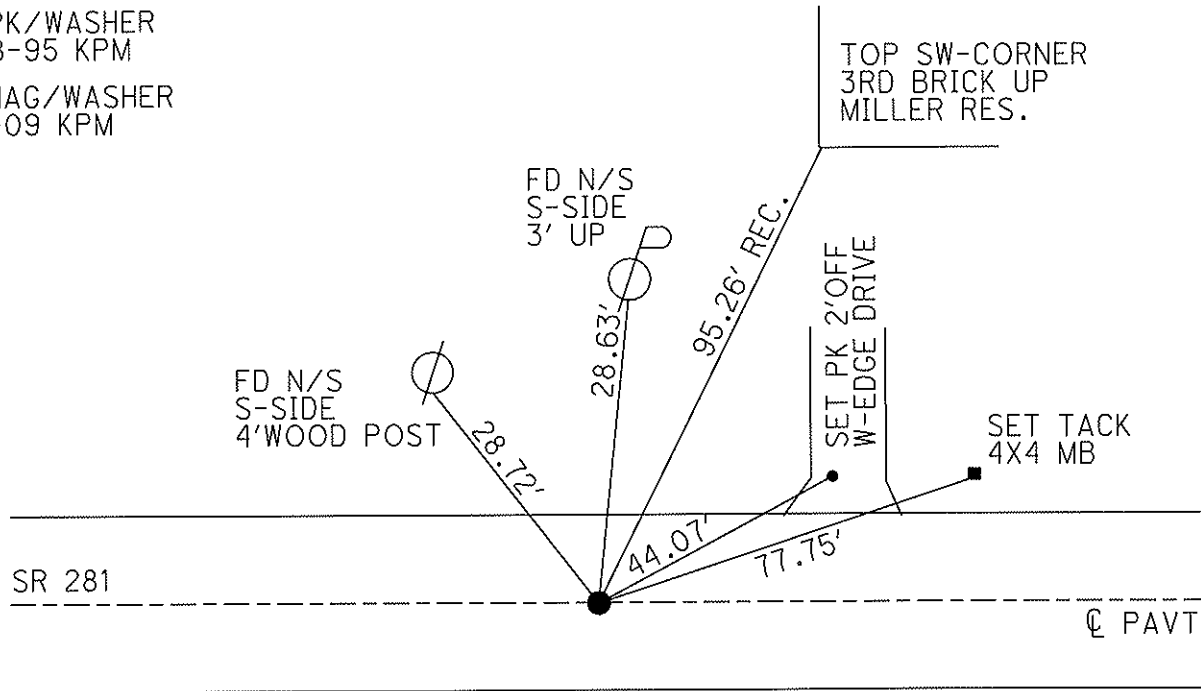 PK/WASHER
-95 KPM
MAG/WASHER
-09 KPM
TOP SW-CORNER
3RD BRICK UP
MILLER RES.
FD N/S
S-SIDE
3' UP
95.26' REC.
28.63'
SET PK 2'OFF
W-EDGE DRIVE
FD N/S
S-SIDE
4'WOOD POST
28.72'
SET TACK
4X4 MB
44.07'
77.75'
SR 281
℄ PAVT